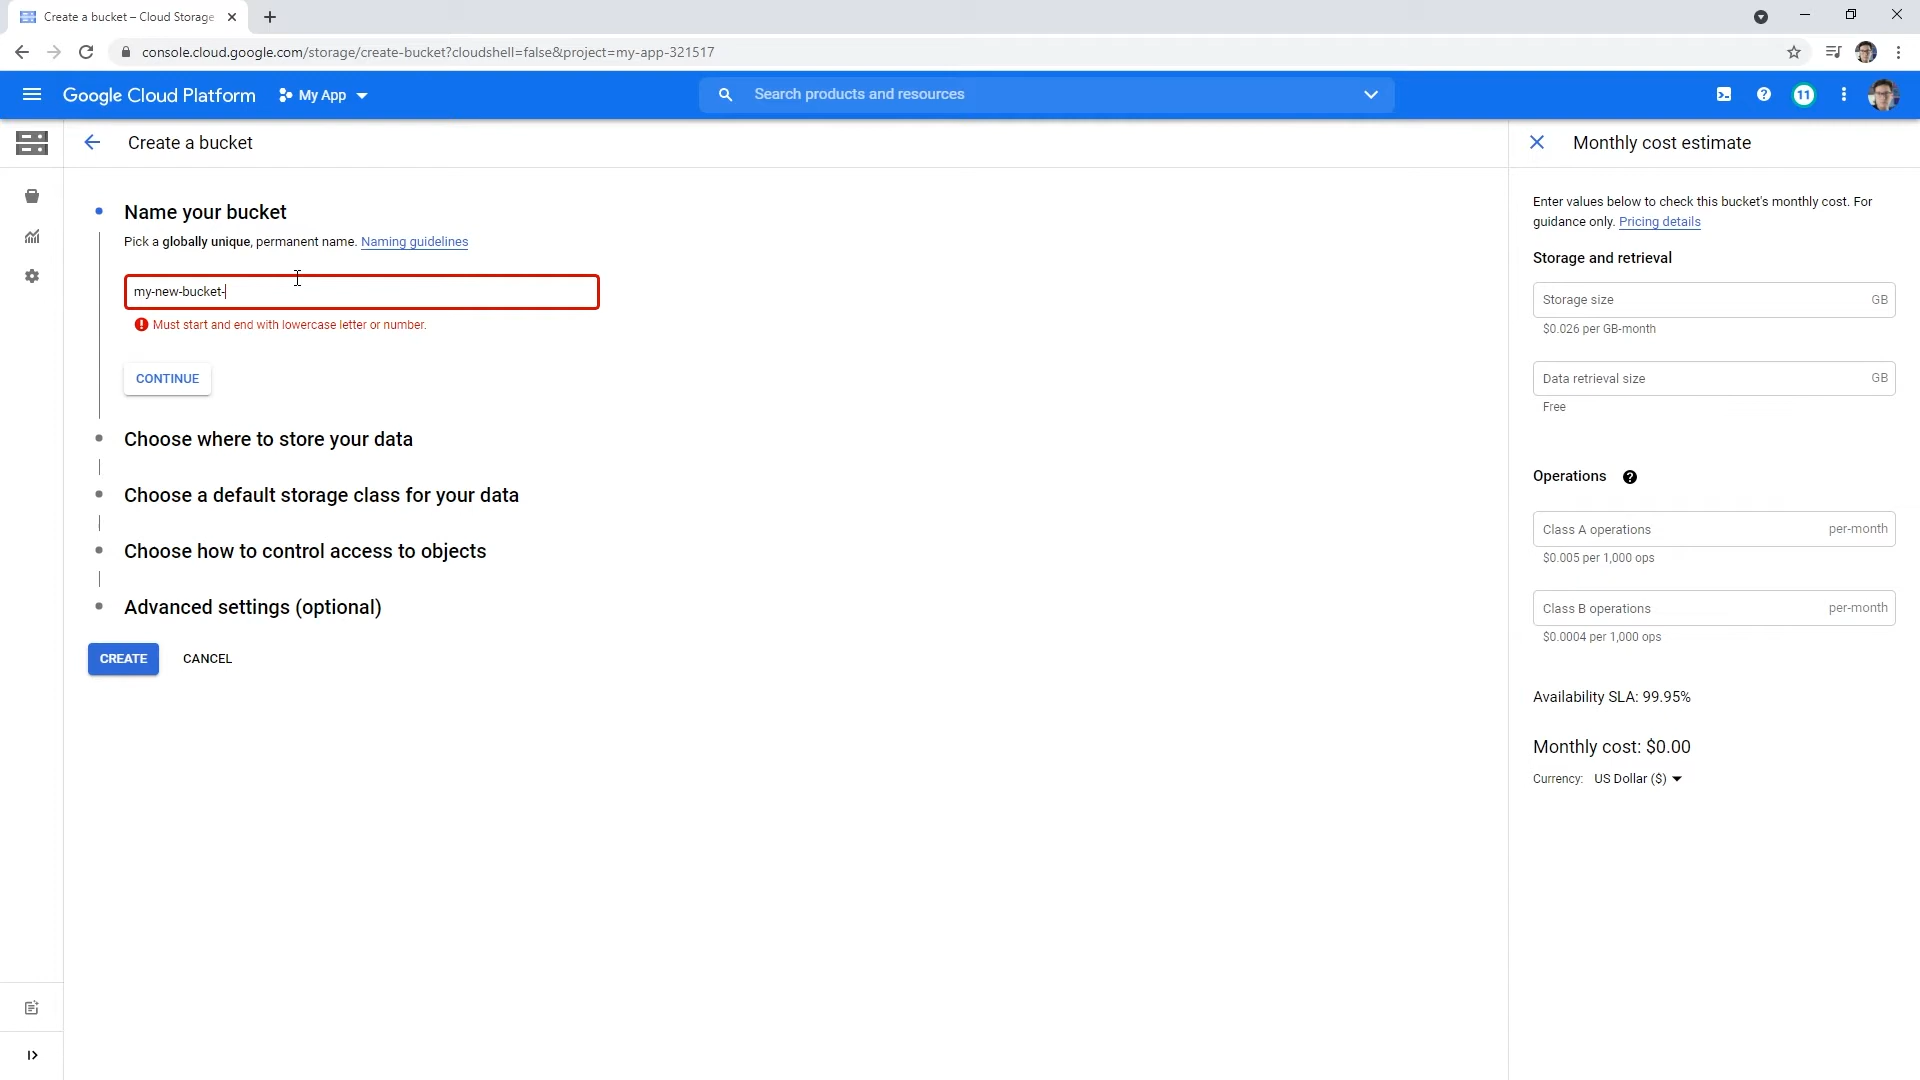 Create a bucket – Cloud Storage
console.cloud.google.com/storage/create-bucket?cloudshell=false&project=my-app-321517
Google Cloud Platform
My App
Search products and resources
11
Create a bucket
Monthly cost estimate
Name your bucket
Pick a globally unique, permanent name. Naming guidelines
my-new-bucket-
Must start and end with lowercase letter or number.
CONTINUE
Choose where to store your data
Choose a default storage class for your data
Choose how to control access to objects
Advanced settings (optional)
CREATE
CANCEL
Enter values below to check this bucket's monthly cost. For
guidance only. Pricing details
Storage and retrieval
Storage size GB
$0.026 per GB-month
Data retrieval size GB
Free
Operations
Class A operations per-month
$0.005 per 1,000 ops
Class B operations per-month
$0.0004 per 1,000 ops
Availability SLA: 99.95%
Monthly cost: $0.00
Currency: US Dollar ($)